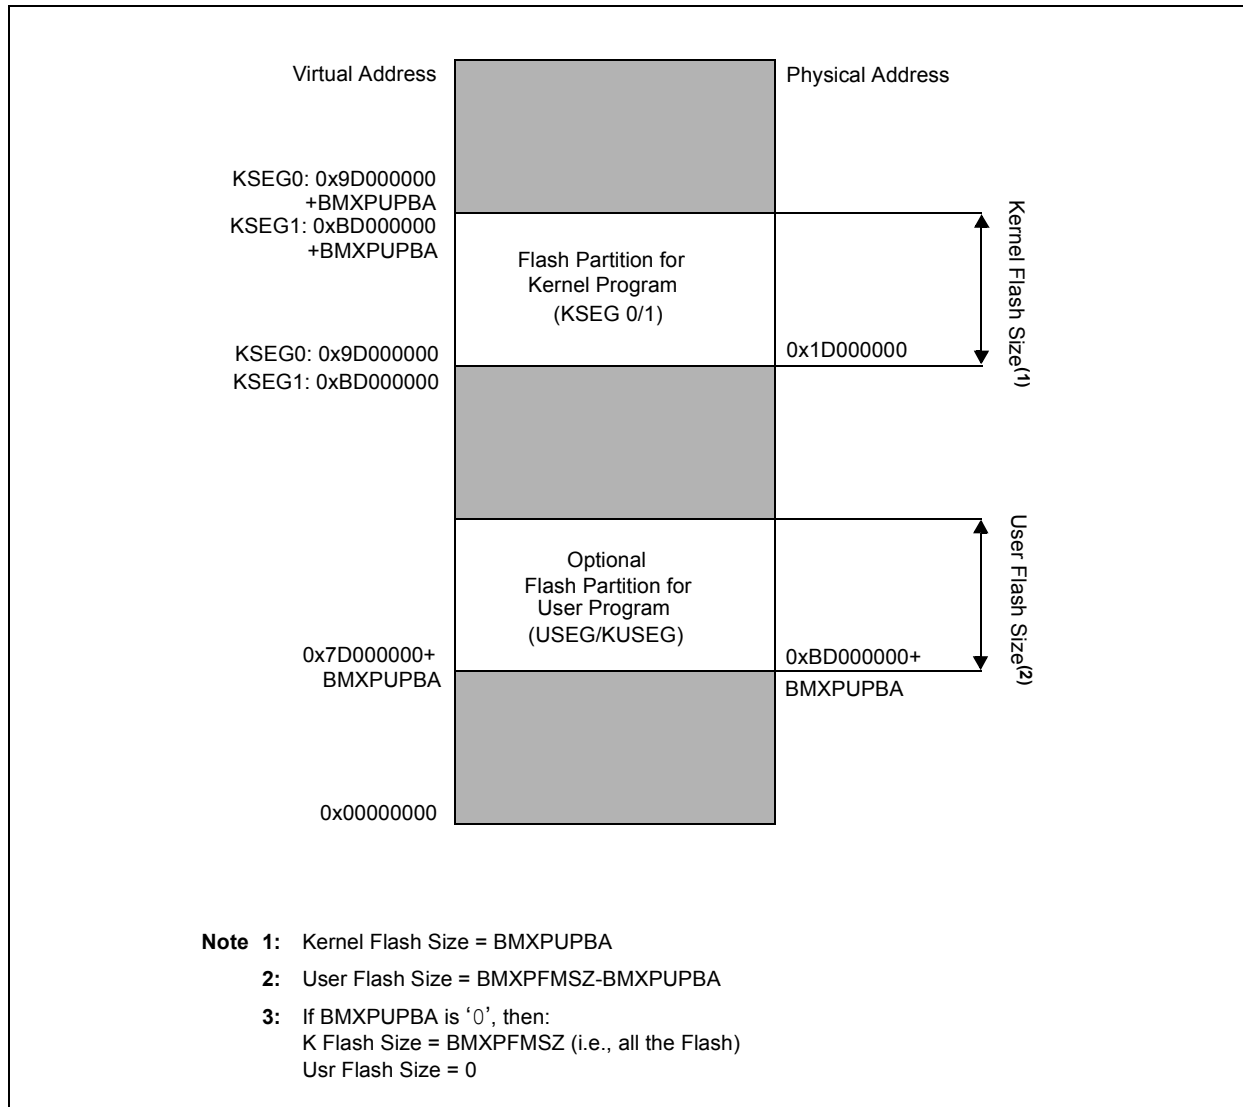 Virtual Address
Physical Address
KSEG0: 0x9D000000
+BMXPUPBA
KSEG1: 0xBD000000
+BMXPUPBA
Flash Partition for
Kernel Program
(KSEG 0/1)
Kernel Flash Size(1)
KSEG0: 0x9D000000
KSEG1: 0xBD000000
0x1D000000
Optional
Flash Partition for
User Program
(USEG/KUSEG)
User Flash Size(2)
0x7D000000+
BMXPUPBA
0xBD000000+
BMXPUPBA
0x00000000
Note 1: Kernel Flash Size = BMXPUPBA
2: User Flash Size = BMXPFMSZ-BMXPUPBA
3: If BMXPUPBA is ‘0’, then:
K Flash Size = BMXPFMSZ (i.e., all the Flash)
Usr Flash Size = 0